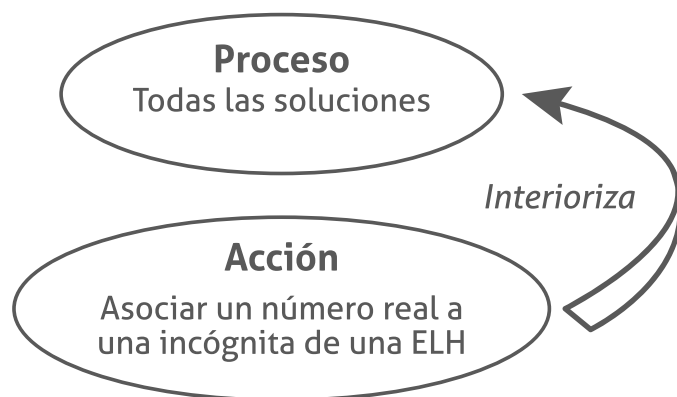 Proceso
Todas las soluciones
Interioriza
Acción
Asociar un número real a
una incógnita de una ELH